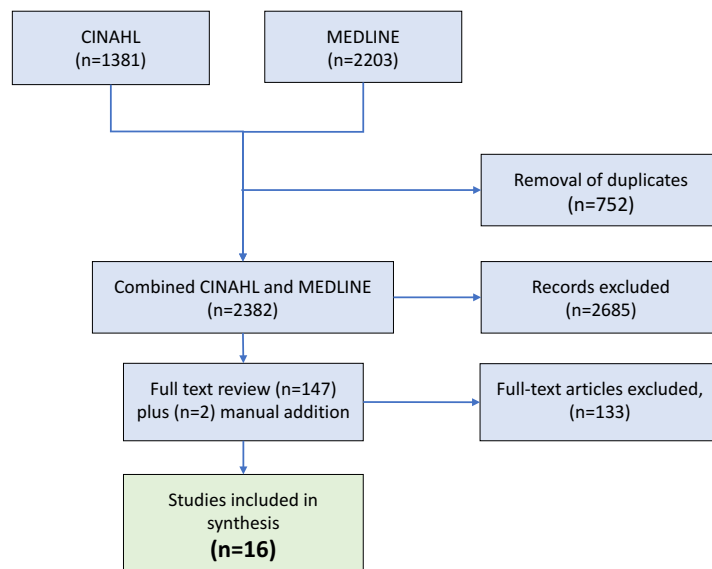 CINAHL
(n=1381)
MEDLINE
(n=2203)
Removal of duplicates
(n=752)
Combined CINAHL and MEDLINE
(n=2382)
Records excluded
(n=2685)
Full text review (n=147)
plus (n=2) manual addition
Full-text articles excluded,
(n=133)
Studies included in
synthesis
(n=16)